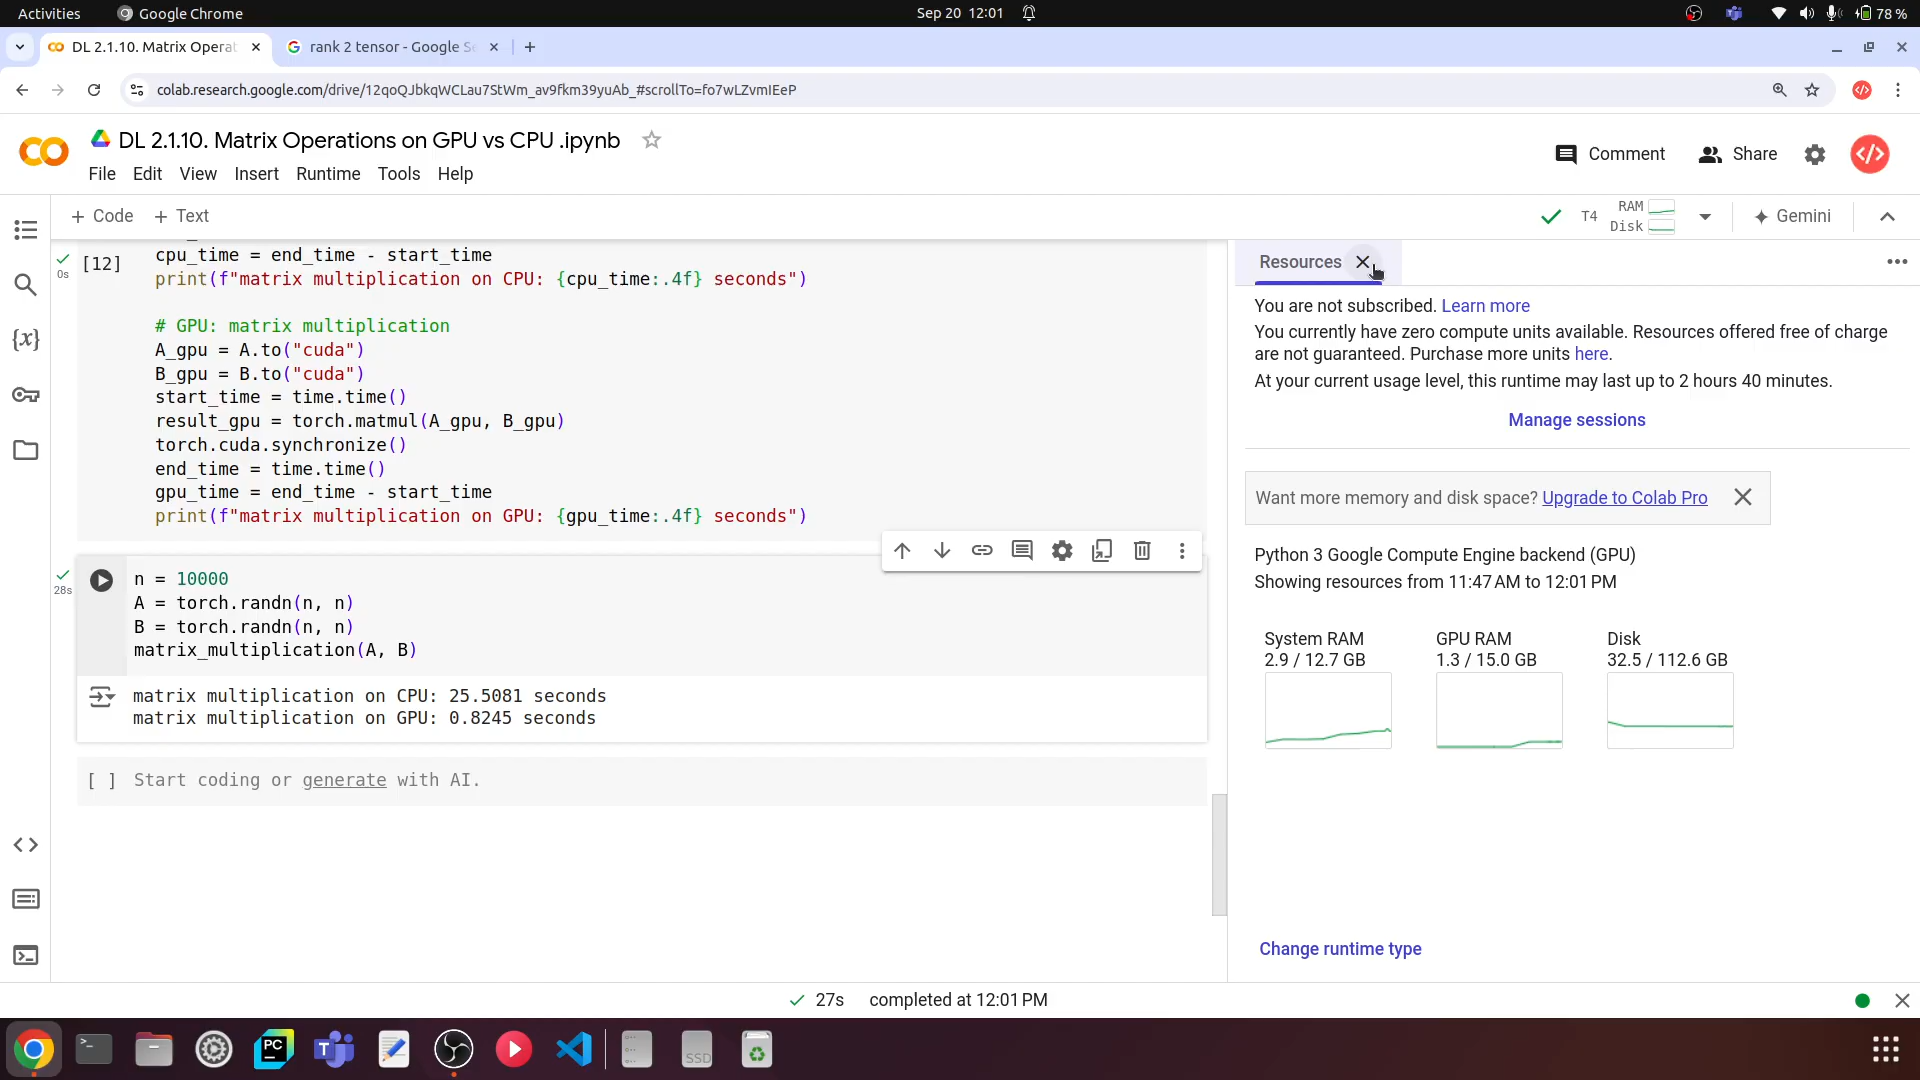 Activities
Google Chrome
Sep 20 12:01
78 %
DL 2.1.10. Matrix Operat
rank 2 tensor - Google Se
colab.research.google.com/drive/12qoQJbkqWCLau7StWm_av9fkm39yuAb_#scrollTo=fo7wLZvmIEeP
DL 2.1.10. Matrix Operations on GPU vs CPU .ipynb
Comment
Share
File Edit View Insert Runtime Tools Help
+ Code + Text
T4
RAM
Disk
Gemini
0s
[12]
cpu_time = end_time - start_time
print(f"matrix multiplication on CPU: {cpu_time:.4f} seconds")
# GPU: matrix multiplication
A_gpu = A.to("cuda")
B_gpu = B.to("cuda")
start_time = time.time()
result_gpu = torch.matmul(A_gpu, B_gpu)
torch.cuda.synchronize()
end_time = time.time()
gpu_time = end_time - start_time
print(f"matrix multiplication on GPU: {gpu_time:.4f} seconds")
28s
n = 10000
A = torch.randn(n, n)
B = torch.randn(n, n)
matrix_multiplication(A, B)
matrix multiplication on CPU: 25.5081 seconds
matrix multiplication on GPU: 0.8245 seconds
[ ] Start coding or generate with AI.
Resources
You are not subscribed. Learn more
You currently have zero compute units available. Resources offered free of charge
are not guaranteed. Purchase more units here.
At your current usage level, this runtime may last up to 2 hours 40 minutes.
Manage sessions
Want more memory and disk space? Upgrade to Colab Pro
Python 3 Google Compute Engine backend (GPU)
Showing resources from 11:47 AM to 12:01 PM
System RAM
2.9 / 12.7 GB
GPU RAM
1.3 / 15.0 GB
Disk
32.5 / 112.6 GB
Change runtime type
27s completed at 12:01 PM
PC
SSD